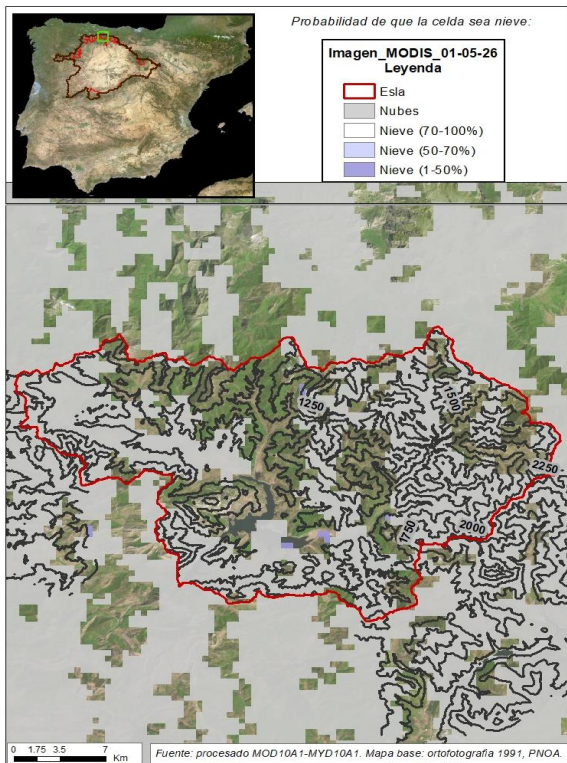 Probabilidad de que la celda sea nieve:
Imagen_MODIS_01-05-26
Leyenda
Esla
Nubes
Nieve (70-100%)
Nieve (50-70%)
Nieve (1-50%)
1250
1500
2250
1750
2000
0 1.75 3.5 7
Km
Fuente: procesado MOD10A1-MYD10A1. Mapa base: ortofotografia 1991, PNOA.